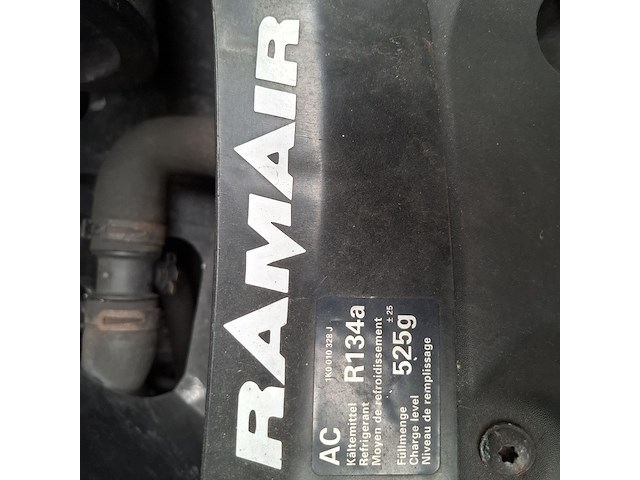 RAMAIR
1K0 010 328 J
AC
Kältemittel
Refrigerant R134a
Moyen de refroidissement
Füllmenge ± 25
Charge level 525g
Niveau de remplissage